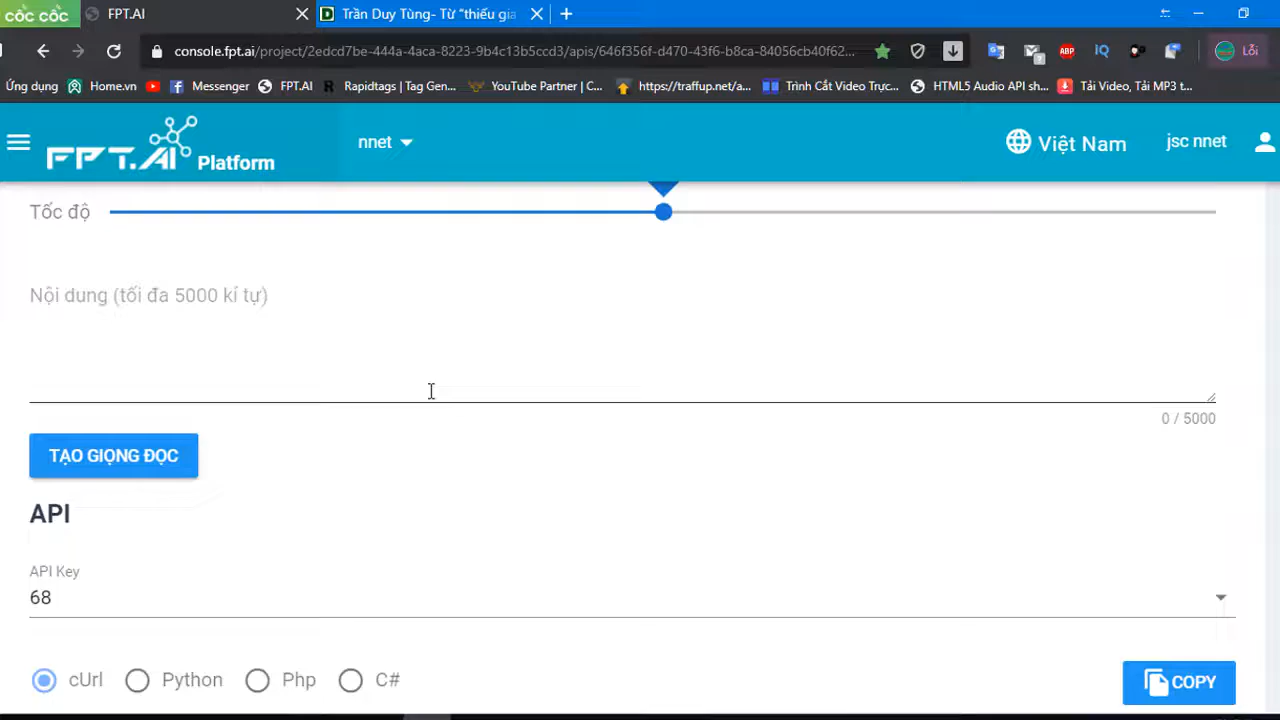 cốc cốc
FPT.AI
Trần Duy Tùng- Từ “thiếu gia
console.fpt.ai/project/2edcd7be-444a-4aca-8223-9b4c13b5ccd3/apis/646f356f-d470-43f6-b8ca-84056cb40f62...
ABP
IQ
Lỗi
Ứng dụng
Home.vn
Messenger
FPT.AI
Rapidtags | Tag Gen...
YouTube Partner | C...
https://traffup.net/a...
Trình Cắt Video Trực...
HTML5 Audio API sh...
Tải Video, Tải MP3 t...
FPT.AI Platform
nnet
Việt Nam
jsc nnet
Tốc độ
Nội dung (tối đa 5000 kí tự)
0 / 5000
TẠO GIỌNG ĐỌC
API
API Key
68
cUrl
Python
Php
C#
COPY